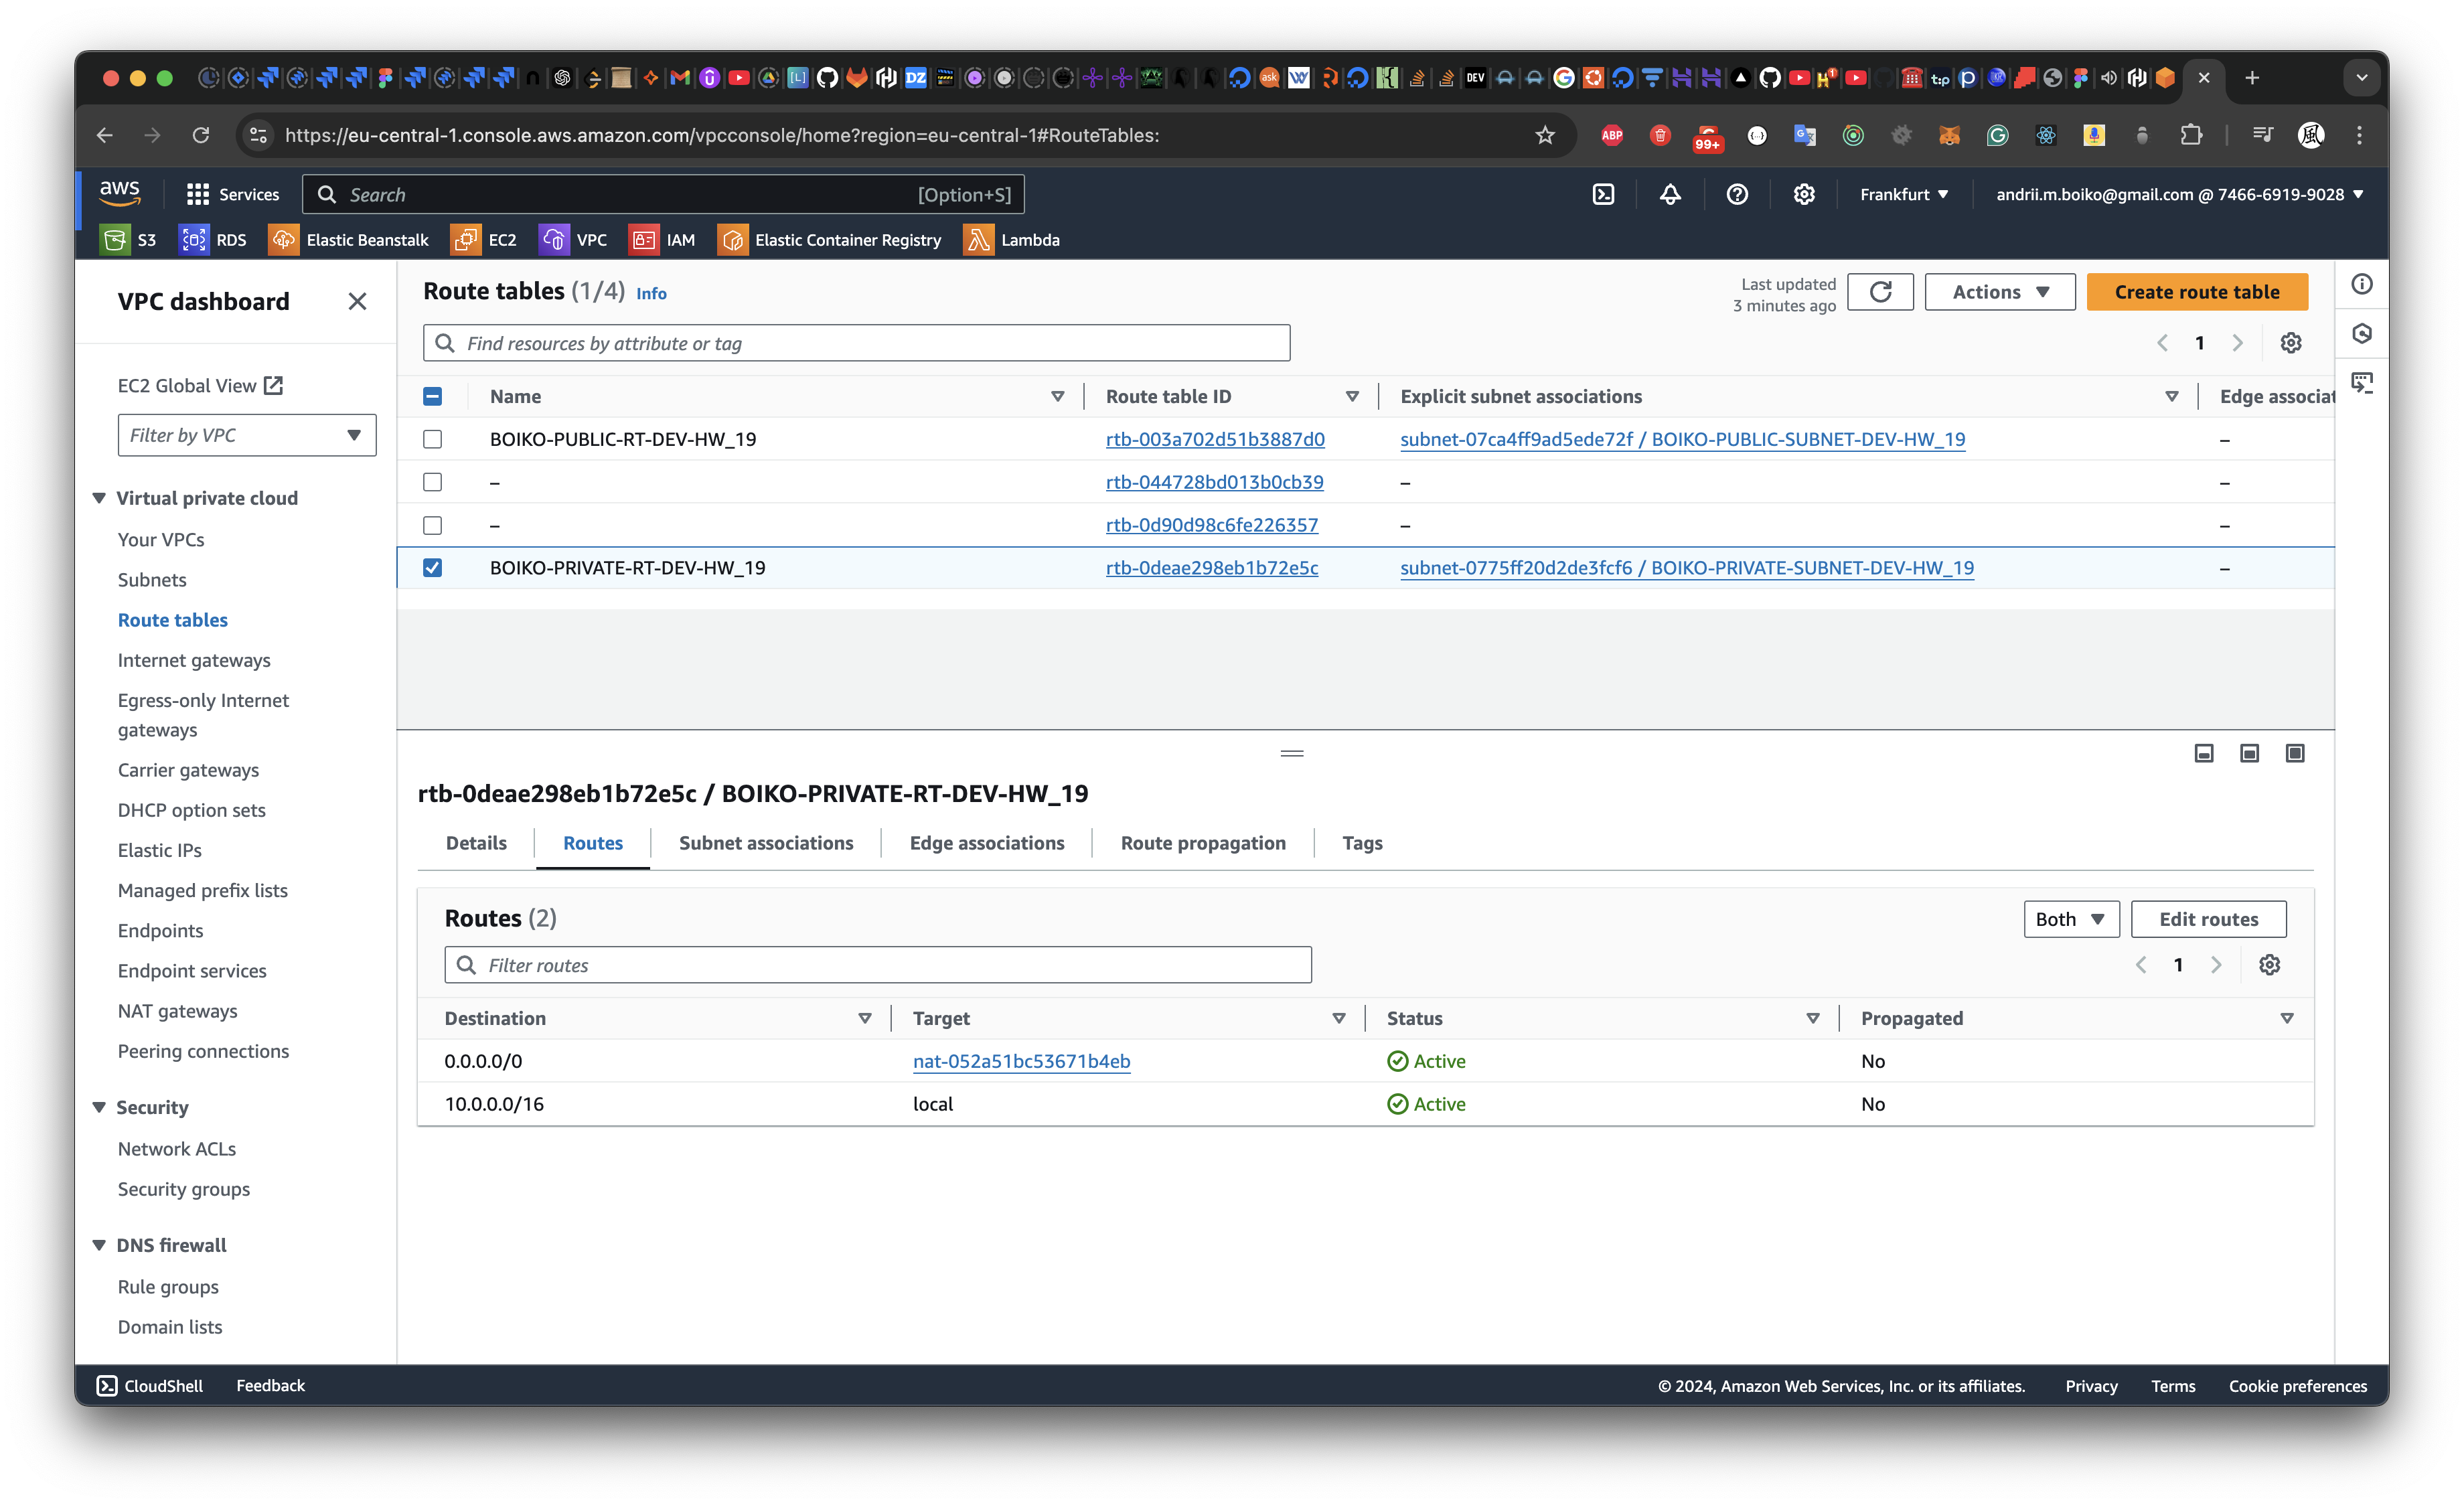 https://eu-central-1.console.aws.amazon.com/vpcconsole/home?region=eu-central-1#RouteTables:
ABP
99+
aws
Services
Search
[Option+S]
Frankfurt
andrii.m.boiko@gmail.com @ 7466-6919-9028
S3
RDS
Elastic Beanstalk
EC2
VPC
IAM
Elastic Container Registry
Lambda
VPC dashboard
EC2 Global View
Filter by VPC
Virtual private cloud
Your VPCs
Subnets
Route tables
Internet gateways
Egress-only Internet
gateways
Carrier gateways
DHCP option sets
Elastic IPs
Managed prefix lists
Endpoints
Endpoint services
NAT gateways
Peering connections
Security
Network ACLs
Security groups
DNS firewall
Rule groups
Domain lists
Route tables (1/4) Info
Last updated
3 minutes ago
Actions
Create route table
Find resources by attribute or tag
1
Name Route table ID Explicit subnet associations Edge associat
BOIKO-PUBLIC-RT-DEV-HW_19 rtb-003a702d51b3887d0 subnet-07ca4ff9ad5ede72f / BOIKO-PUBLIC-SUBNET-DEV-HW_19 –
– rtb-044728bd013b0cb39 – –
– rtb-0d90d98c6fe226357 – –
BOIKO-PRIVATE-RT-DEV-HW_19 rtb-0deae298eb1b72e5c subnet-0775ff20d2de3fcf6 / BOIKO-PRIVATE-SUBNET-DEV-HW_19 –
rtb-0deae298eb1b72e5c / BOIKO-PRIVATE-RT-DEV-HW_19
Details Routes Subnet associations Edge associations Route propagation Tags
Routes (2)
Both
Edit routes
Filter routes
1
Destination Target Status Propagated
0.0.0.0/0 nat-052a51bc53671b4eb Active No
10.0.0.0/16 local Active No
CloudShell
Feedback
© 2024, Amazon Web Services, Inc. or its affiliates.
Privacy
Terms
Cookie preferences